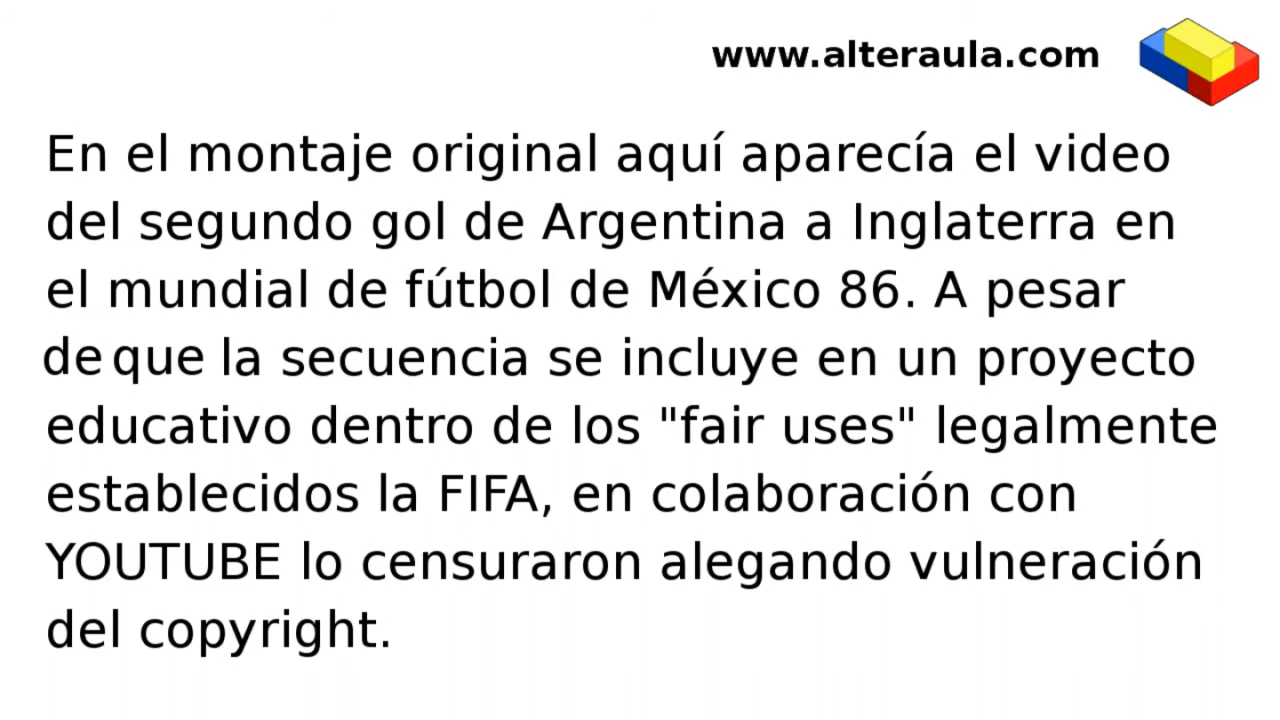 www.alteraula.com
En el montaje original aquí aparecía el video
del segundo gol de Argentina a Inglaterra en
el mundial de fútbol de México 86. A pesar
de que la secuencia se incluye en un proyecto
educativo dentro de los "fair uses" legalmente
establecidos la FIFA, en colaboración con
YOUTUBE lo censuraron alegando vulneración
del copyright.